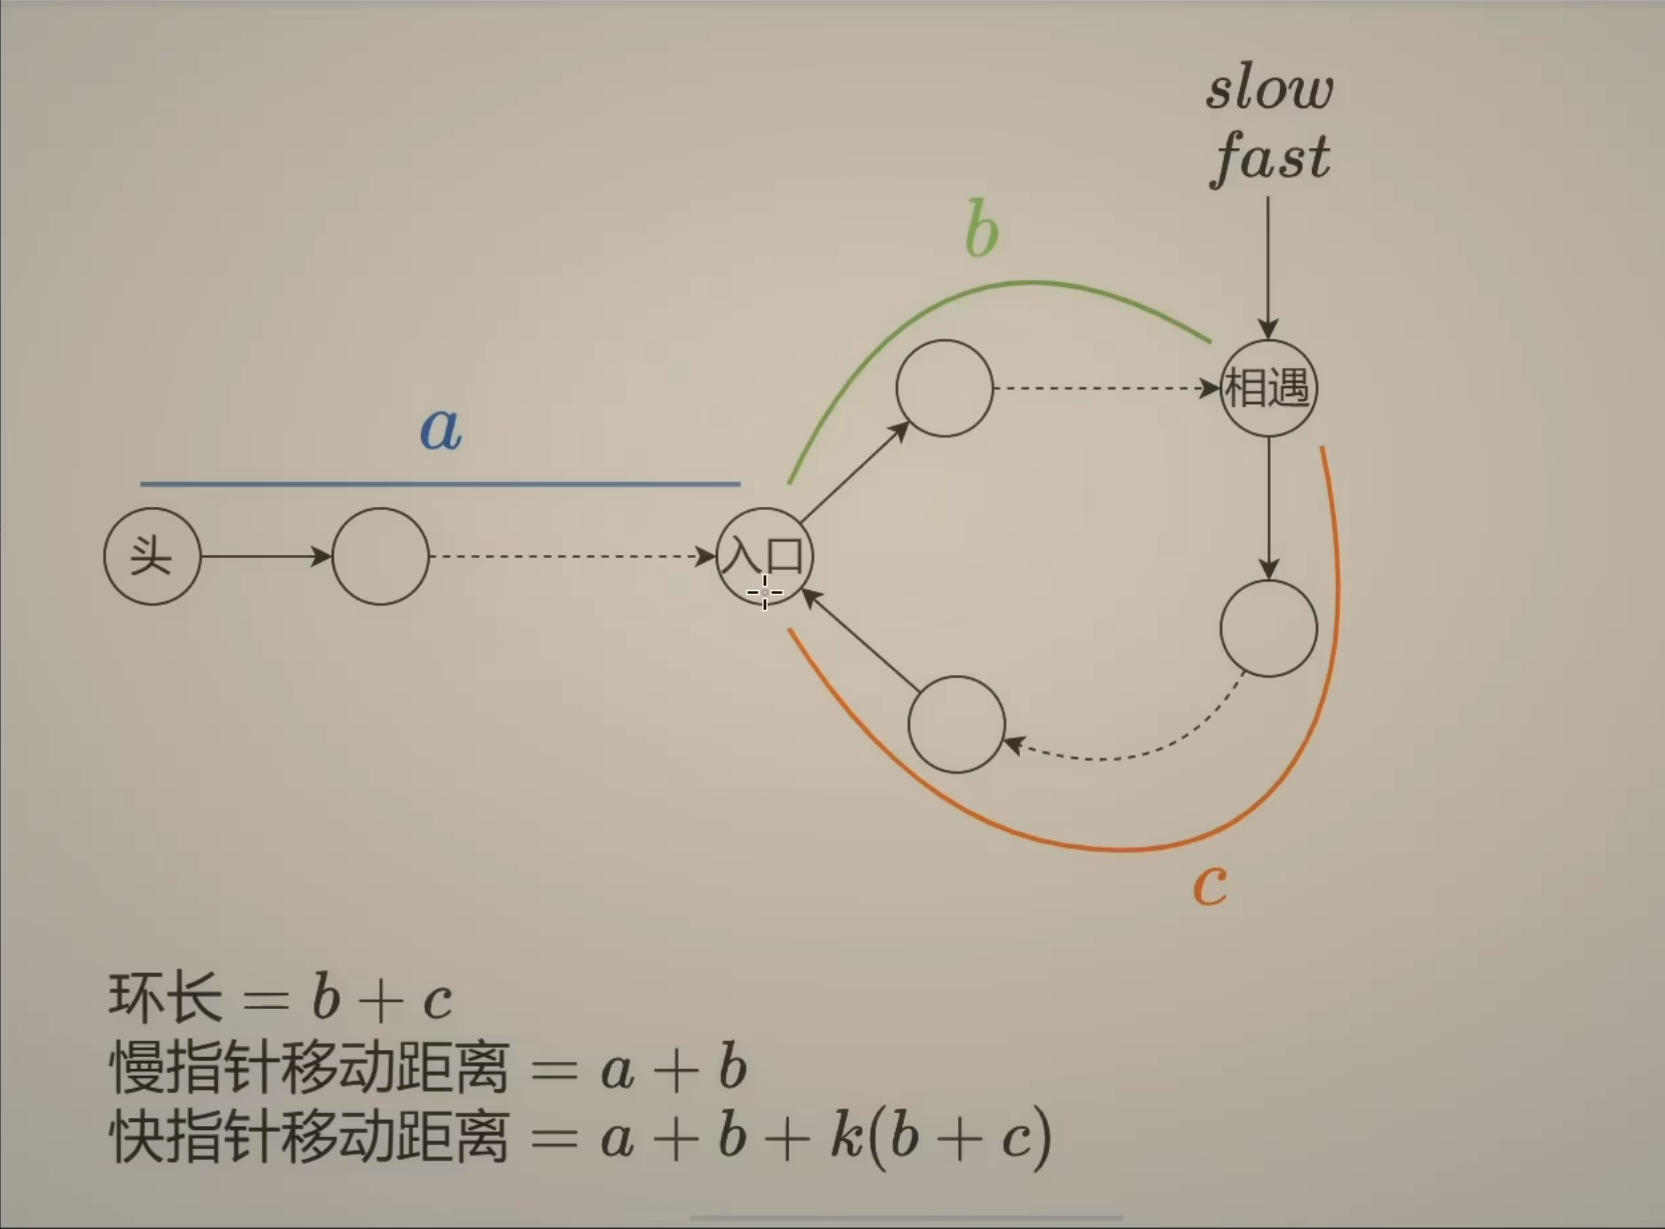 slow
fast
b
a
相遇
头
入口
c
环长 = b + c
慢指针移动距离 = a + b
快指针移动距离 = a + b + k(b + c)